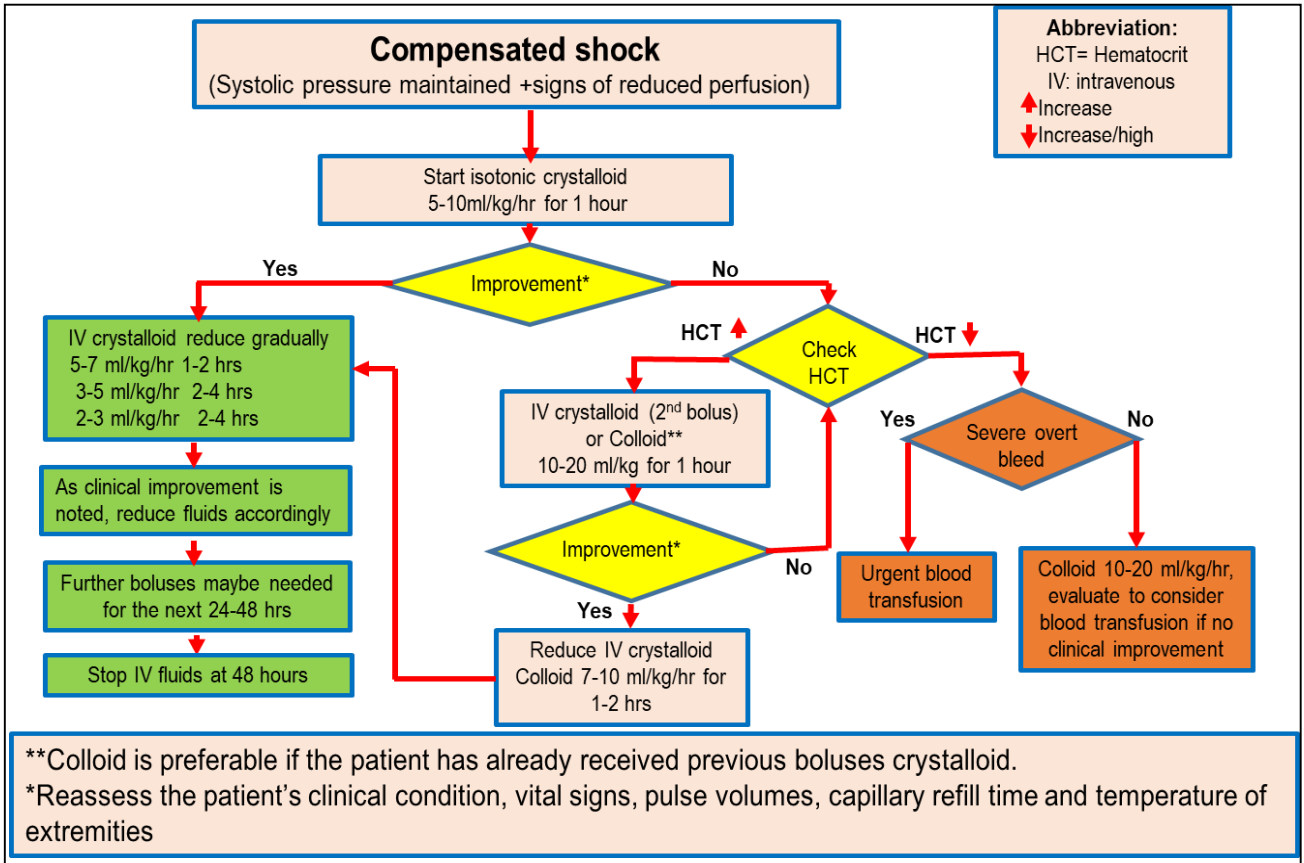 Compensated shock
(Systolic pressure maintained +signs of reduced perfusion)
Abbreviation:
HCT= Hematocrit
IV: intravenous
Increase
Increase/high
Start isotonic crystalloid
5-10ml/kg/hr for 1 hour
Yes
Improvement*
No
IV crystalloid reduce gradually
5-7 ml/kg/hr 1-2 hrs
3-5 ml/kg/hr 2-4 hrs
2-3 ml/kg/hr 2-4 hrs
HCT
Check
HCT
HCT
IV crystalloid (2nd bolus)
or Colloid**
10-20 ml/kg for 1 hour
Yes
Severe overt
bleed
No
As clinical improvement is
noted, reduce fluids accordingly
Improvement*
No
Yes
Urgent blood
transfusion
Colloid 10-20 ml/kg/hr,
evaluate to consider
blood transfusion if no
clinical improvement
Further boluses maybe needed
for the next 24-48 hrs
Stop IV fluids at 48 hours
Reduce IV crystalloid
Colloid 7-10 ml/kg/hr for
1-2 hrs
**Colloid is preferable if the patient has already received previous boluses crystalloid.
*Reassess the patient's clinical condition, vital signs, pulse volumes, capillary refill time and temperature of
extremities